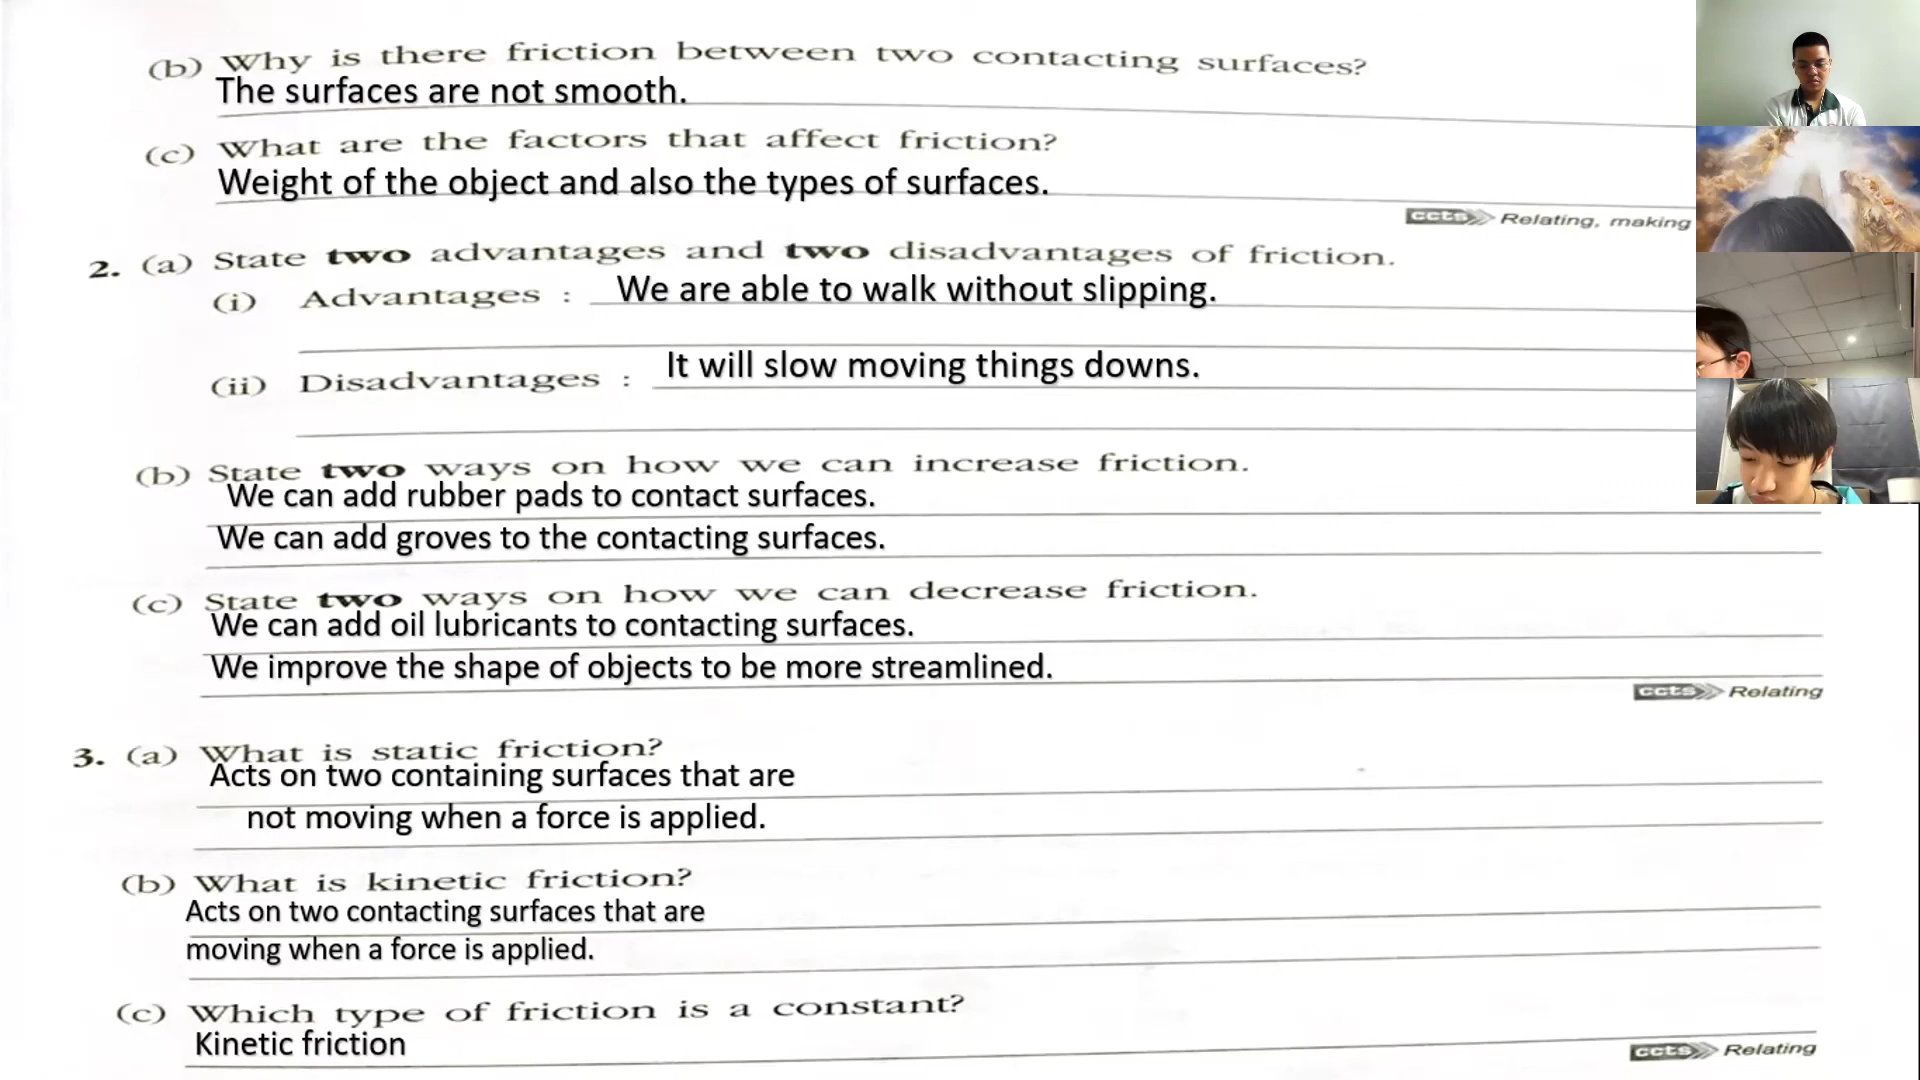 (b) Why is there friction between two contacting surfaces?
The surfaces are not smooth.
(c) What are the factors that affect friction?
Weight of the object and also the types of surfaces.
ccts Relating, making
2. (a) State two advantages and two disadvantages of friction.
(i) Advantages : We are able to walk without slipping.
(ii) Disadvantages : It will slow moving things downs.
(b) State two ways on how we can increase friction.
We can add rubber pads to contact surfaces.
We can add groves to the contacting surfaces.
(c) State two ways on how we can decrease friction.
We can add oil lubricants to contacting surfaces.
We improve the shape of objects to be more streamlined.
ccts Relating
3. (a) What is static friction?
Acts on two containing surfaces that are
not moving when a force is applied.
(b) What is kinetic friction?
Acts on two contacting surfaces that are
moving when a force is applied.
(c) Which type of friction is a constant?
Kinetic friction
ccts Relating